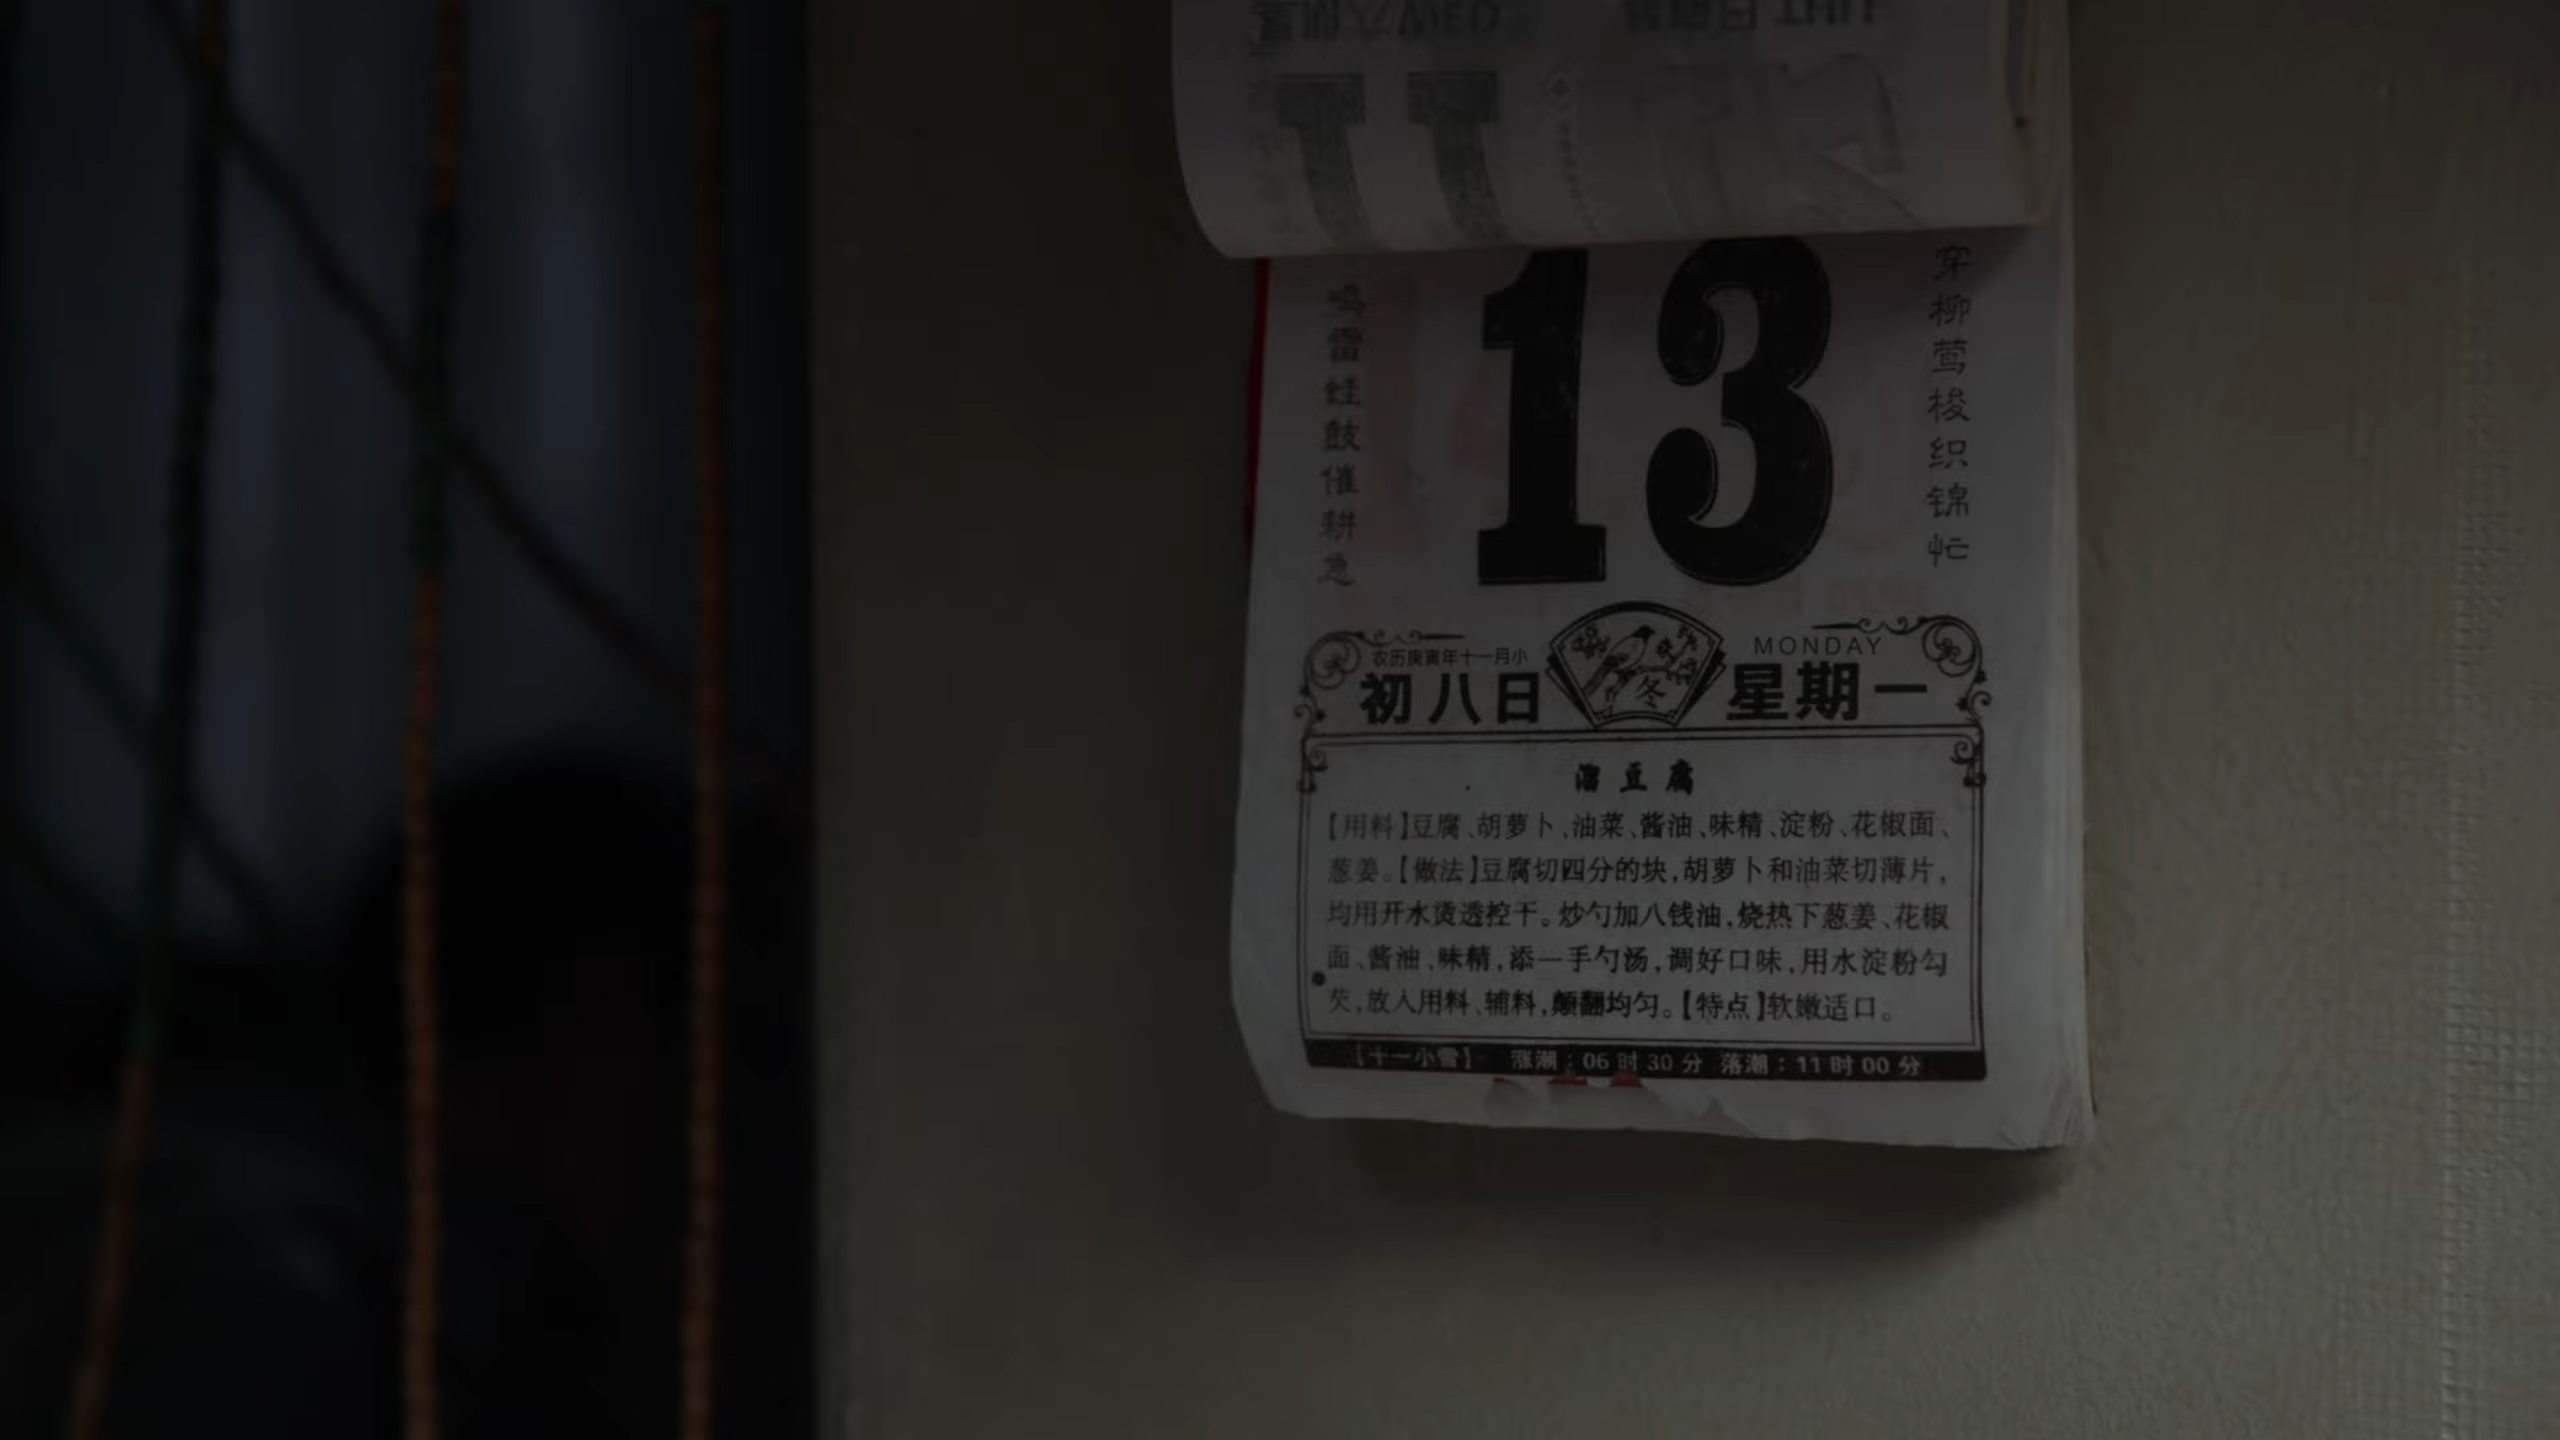 13
穿柳莺梭织锦忙
鸣雷蛙鼓催耕急
农历庚寅年十一月小
初八日
冬
MONDAY
星期一
溜豆腐
【用料】豆腐、胡萝卜、油菜、酱油、味精、淀粉、花椒面、
葱姜。【做法】豆腐切四分的块,胡萝卜和油菜切薄片,
均用开水烫透控干。炒勺加八钱油,烧热下葱姜、花椒
面、酱油、味精,添一手勺汤,调好口味,用水淀粉勾
芡,放入用料、辅料,颠翻均匀。【特点】软嫩适口。
【十一小雪】 涨潮：06时30分 落潮：11时00分